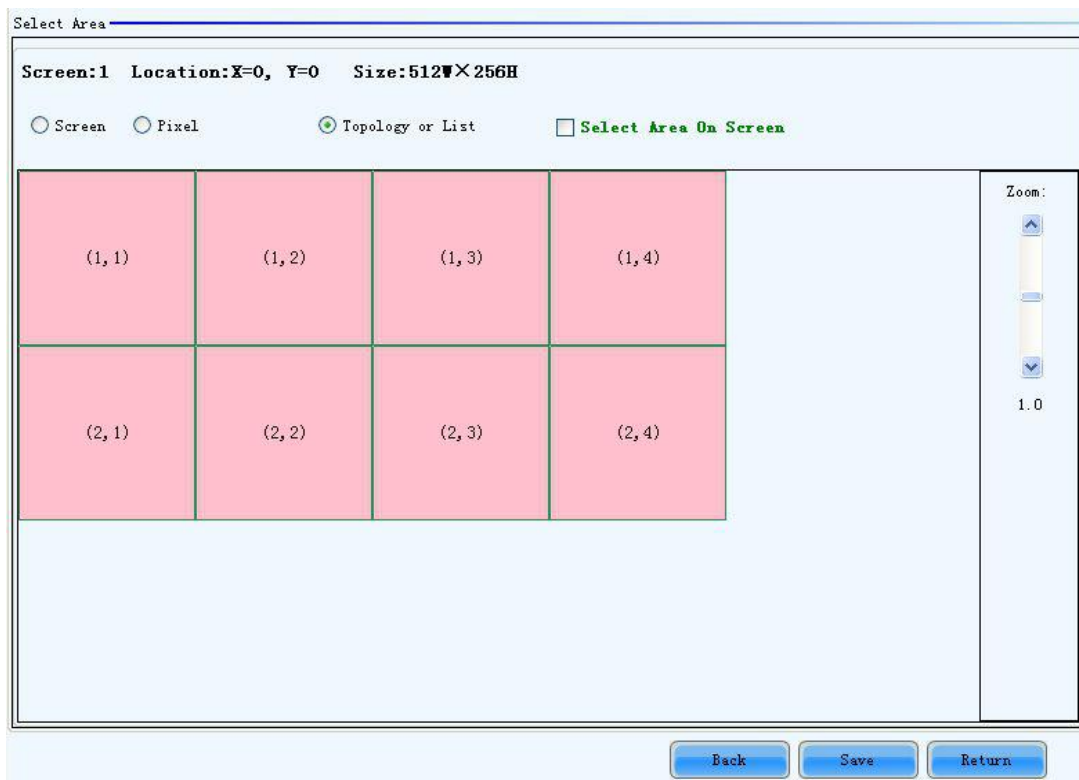 Select Area
Screen:1 Location:X=0, Y=0 Size:512W×256H
Screen Pixel Topology or List Select Area On Screen
Zoom:
(1, 1) (1, 2) (1, 3) (1, 4)
1.0
(2, 1) (2, 2) (2, 3) (2, 4)
Back Save Return